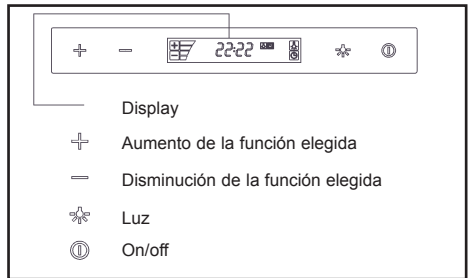 22:22
Display
Aumento de la función elegida
Disminución de la función elegida
Luz
On/off